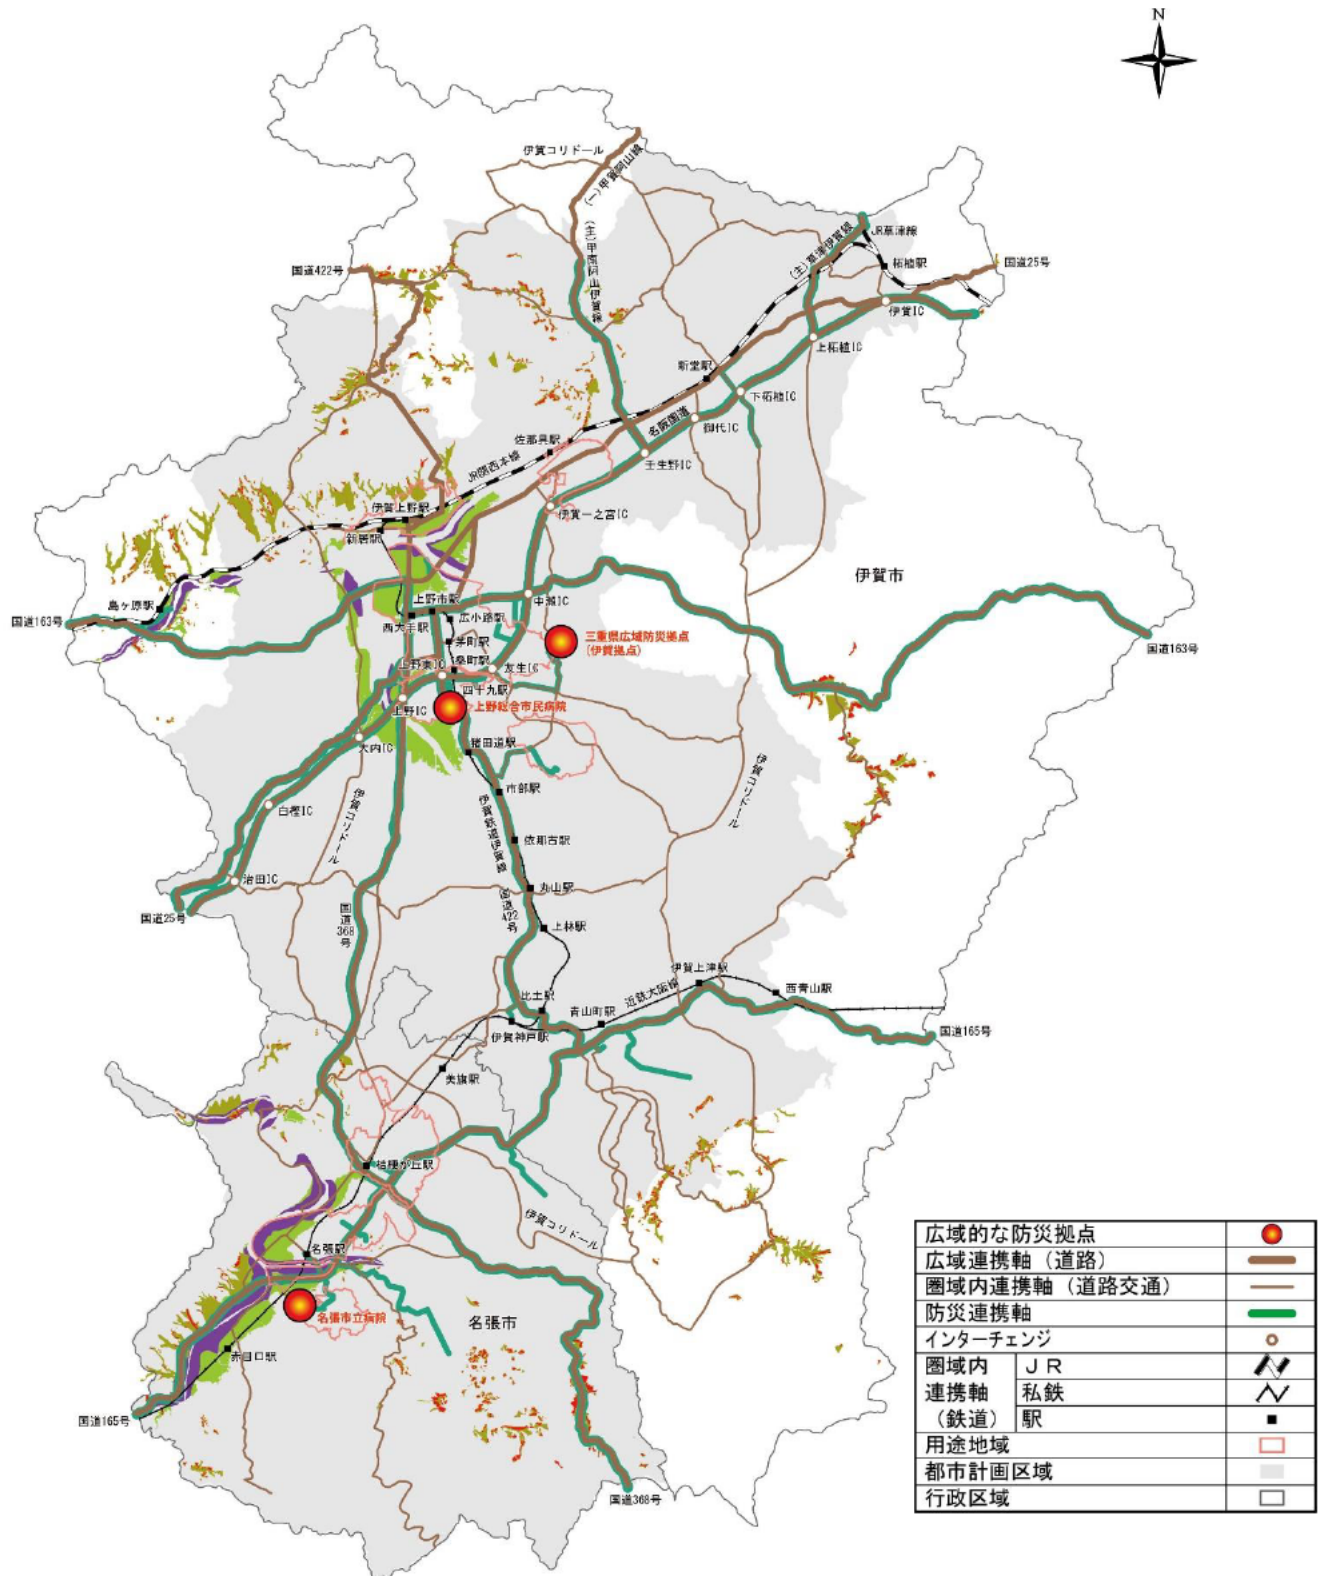 N
伊賀コリドール
(一)甲賀阿山線
(主)甲南阿山伊賀線
(主)草津伊賀線
JR草津線
柘植駅
国道25号
国道422号
伊賀IC
上柘植IC
新堂駅
下柘植IC
名阪国道
御代IC
佐那具駅
壬生野IC
JR関西本線
伊賀上野駅
伊賀一之宮IC
新居駅
伊賀市
島ヶ原駅
国道163号
上野市駅
中瀬IC
広小路駅
西大手駅
茅町駅
三重県広域防災拠点
(伊賀拠点)
国道163号
桑町駅
上野東IC
友生IC
四十九駅
上野IC
上野総合市民病院
大内IC
猪田道駅
伊賀コリドール
市部駅
白樫IC
伊賀コリドール
伊賀鉄道伊賀線
依那古駅
治田IC
丸山駅
国道25号
国道368号
国道422号
上林駅
伊賀上津駅
近鉄大阪線
西青山駅
比土駅
青山町駅
伊賀神戸駅
国道165号
美旗駅
桔梗が丘駅
伊賀コリドール
名張駅
名張市立病院
名張市
赤目口駅
国道165号
国道368号
広域的な防災拠点
広域連携軸（道路）
圏域内連携軸（道路交通）
防災連携軸
インターチェンジ
圏域内 ＪＲ
連携軸 私鉄
（鉄道） 駅
用途地域
都市計画区域
行政区域